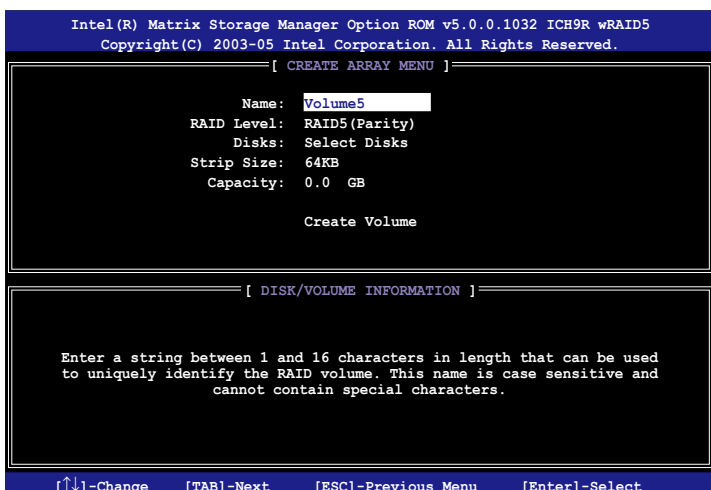 Intel(R) Matrix Storage Manager Option ROM v5.0.0.1032 ICH9R wRAID5
Copyright(C) 2003-05 Intel Corporation. All Rights Reserved.
[ CREATE ARRAY MENU ]
Name: Volume5
RAID Level: RAID5(Parity)
Disks: Select Disks
Strip Size: 64KB
Capacity: 0.0 GB
Create Volume
[ DISK/VOLUME INFORMATION ]
Enter a string between 1 and 16 characters in length that can be used
to uniquely identify the RAID volume. This name is case sensitive and
cannot contain special characters.
[↑↓]-Change [TAB]-Next [ESC]-Previous Menu [Enter]-Select